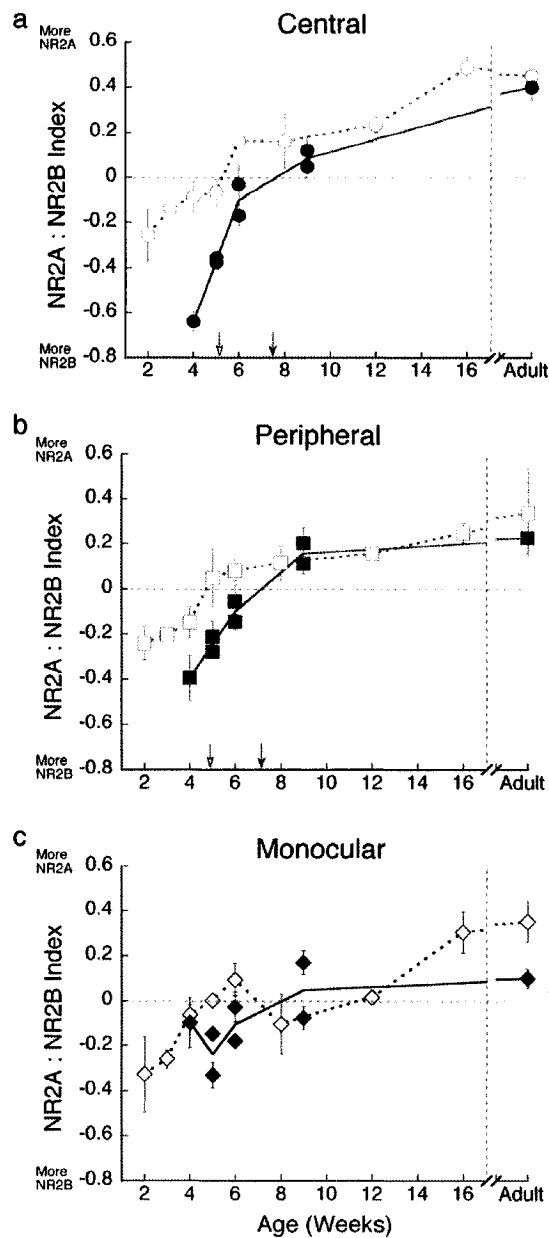 a
Central
More
NR2A
0.6
0.4
0.2
0
-0.2
-0.4
-0.6
-0.8
NR2A : NR2B Index
More
NR2B
2 4 6 8 10 12 14 16 Adult
b
Peripheral
More
NR2A
0.6
0.4
0.2
0
-0.2
-0.4
-0.6
-0.8
NR2A : NR2B Index
More
NR2B
2 4 6 8 10 12 14 16 Adult
c
Monocular
More
NR2A
0.6
0.4
0.2
0
-0.2
-0.4
-0.6
-0.8
NR2A : NR2B Index
More
NR2B
2 4 6 8 10 12 14 16 Adult
Age (Weeks)